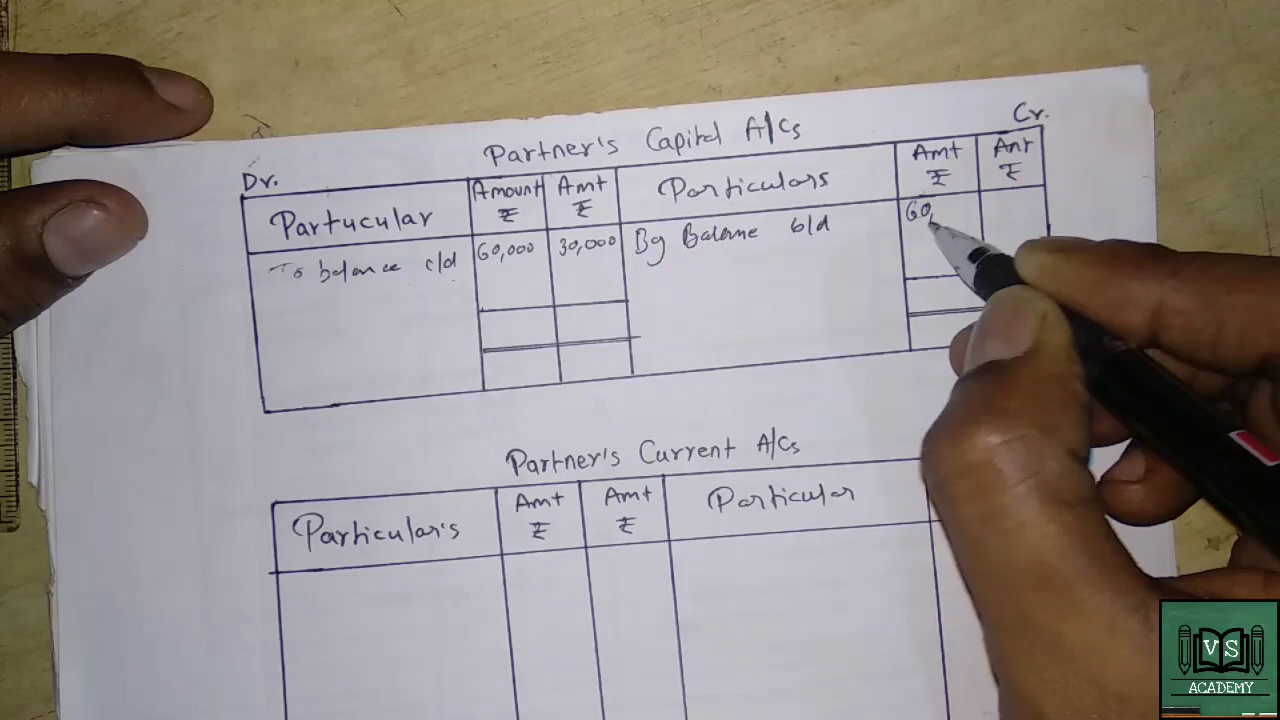 Partner's Capital A/Cs
Dr. Cr.
Partucular Amount ₹ Amt ₹ Particulars Amt ₹ Amt ₹
To balance c/d 60,000 30,000 By Balance b/d 60,
Partner's Current A/Cs
Particular's Amt ₹ Amt ₹ Particular
VS
ACADEMY